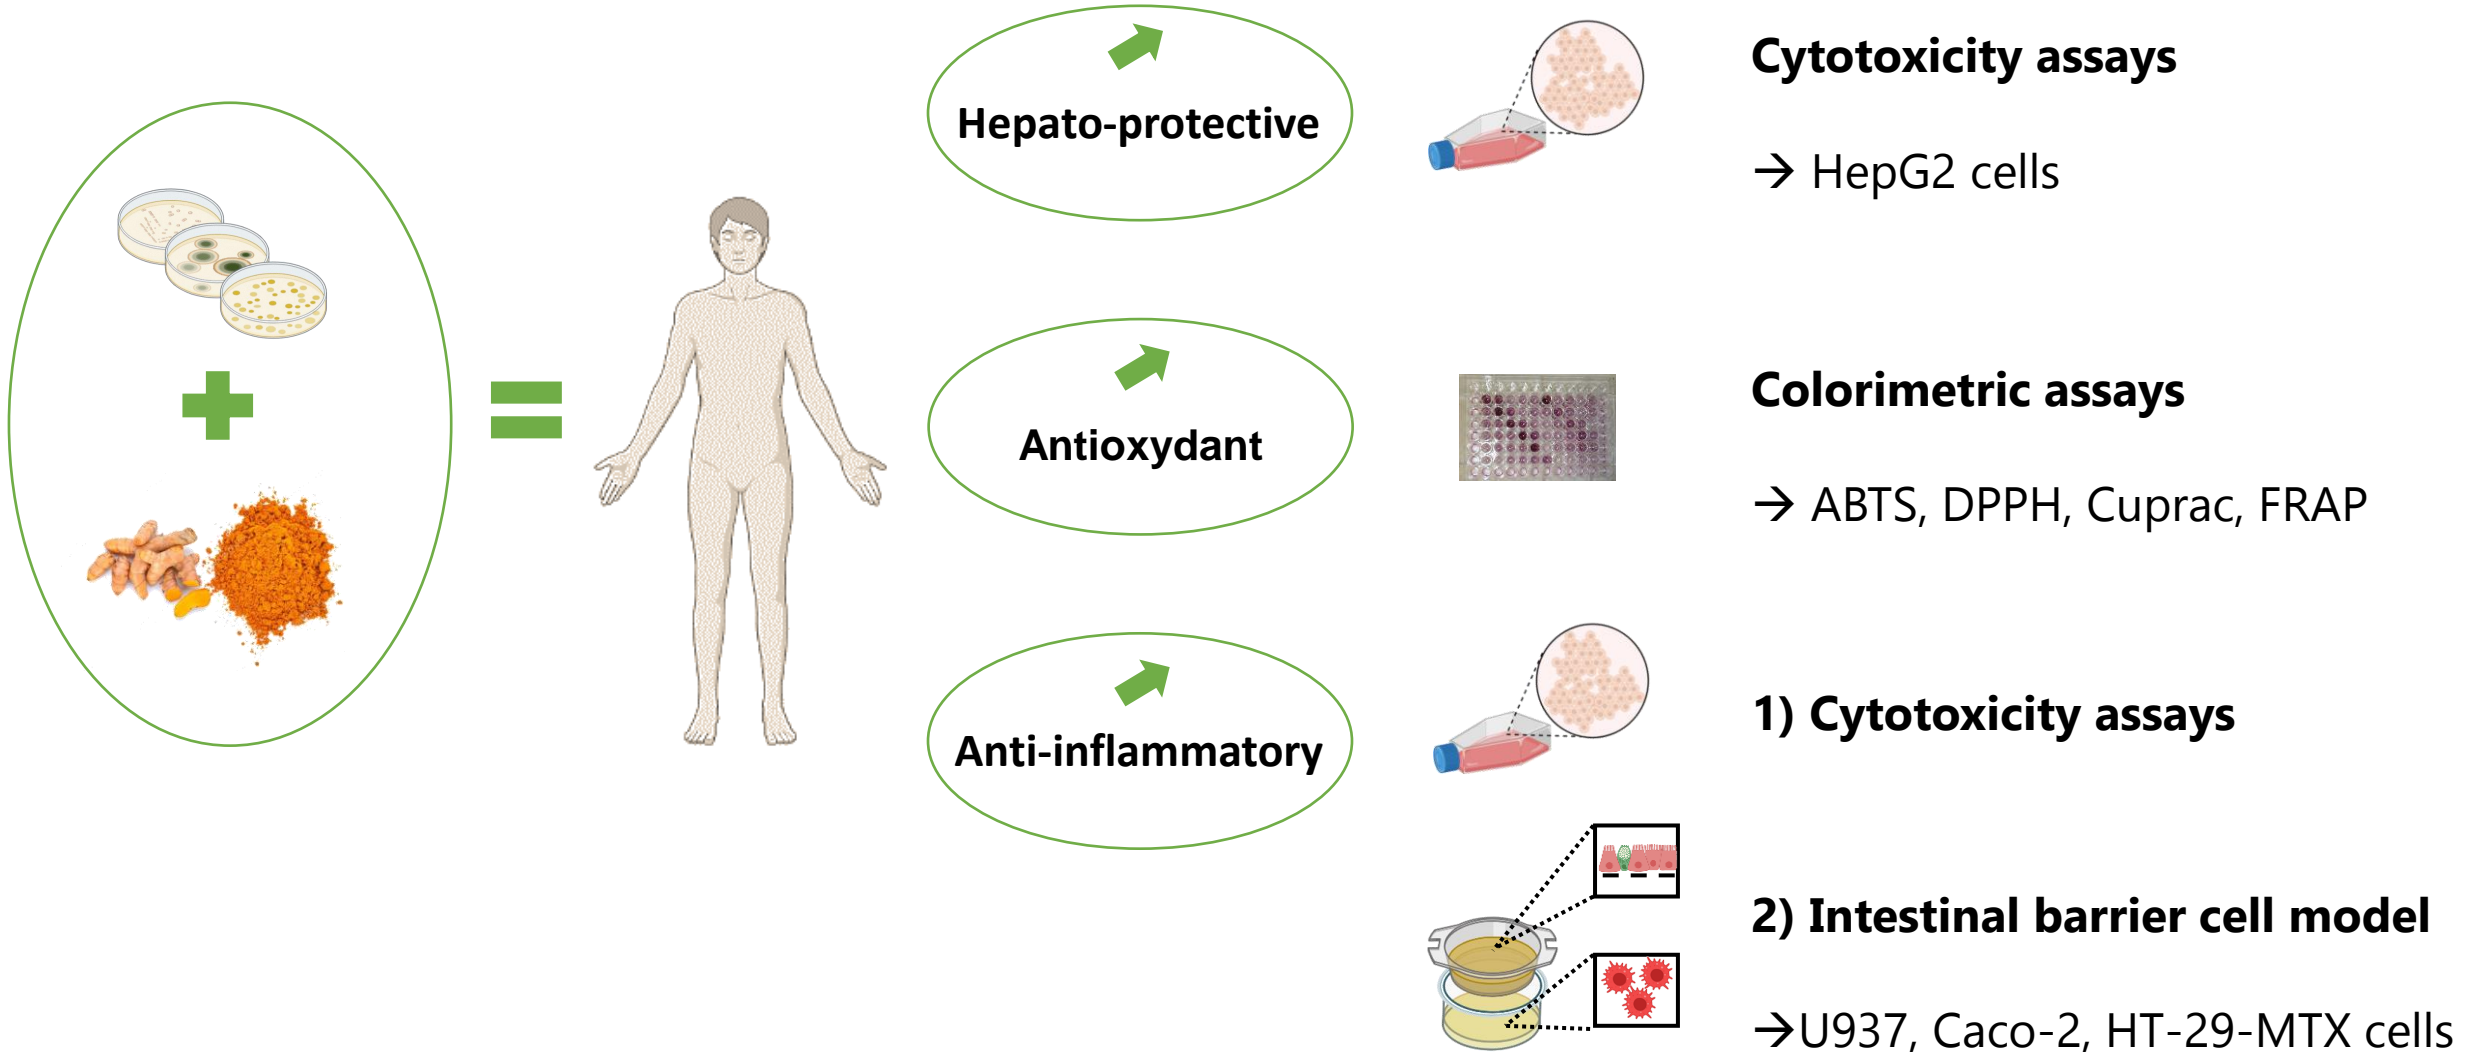 Hepato-protective
Cytotoxicity assays
→ HepG2 cells
Antioxydant
Colorimetric assays
→ ABTS, DPPH, Cuprac, FRAP
Anti-inflammatory
1) Cytotoxicity assays
2) Intestinal barrier cell model
→U937, Caco-2, HT-29-MTX cells